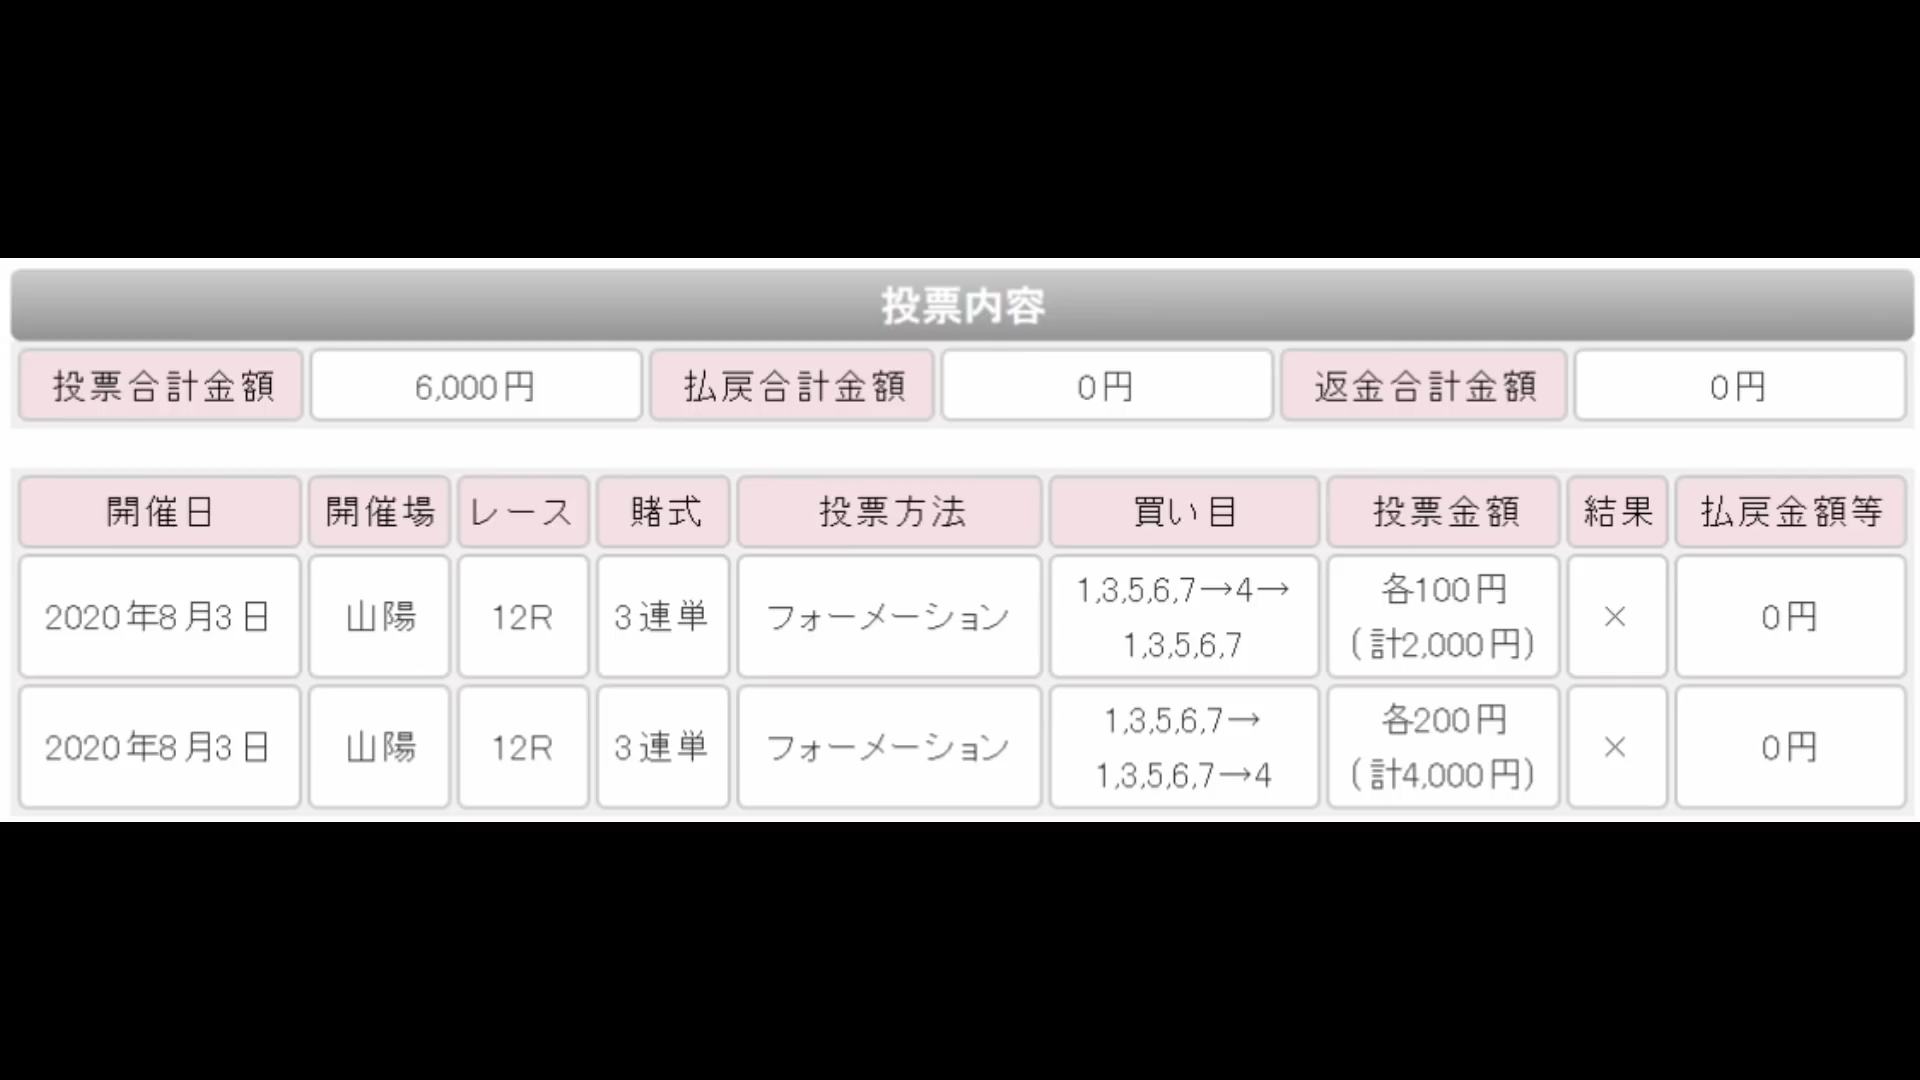 投票内容
投票合計金額 6,000円 払戻合計金額 0円 返金合計金額 0円
開催日 開催場 レース 賭式 投票方法 買い目 投票金額 結果 払戻金額等
2020年8月3日 山陽 12R 3連単 フォーメーション 1,3,5,6,7→4→ 各100円 × 0円
1,3,5,6,7 (計2,000円)
2020年8月3日 山陽 12R 3連単 フォーメーション 1,3,5,6,7→ 各200円 × 0円
1,3,5,6,7→4 (計4,000円)